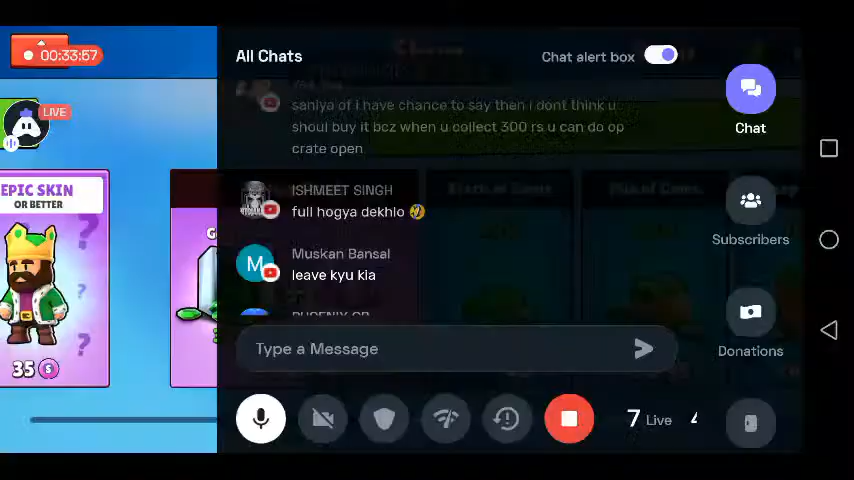 00:33:57
LIVE
EPIC SKIN
OR BETTER
35
All Chats
Chat alert box
saniya df i have chance to say then i dont think u
shoul buy it bcz when u collect 300 rs u can do op
crate open
ISHMEET SINGH
full hogya dekhlo 🤣
M
Muskan Bansal
leave kyu kia
Type a Message
7 Live
Chat
Subscribers
Donations